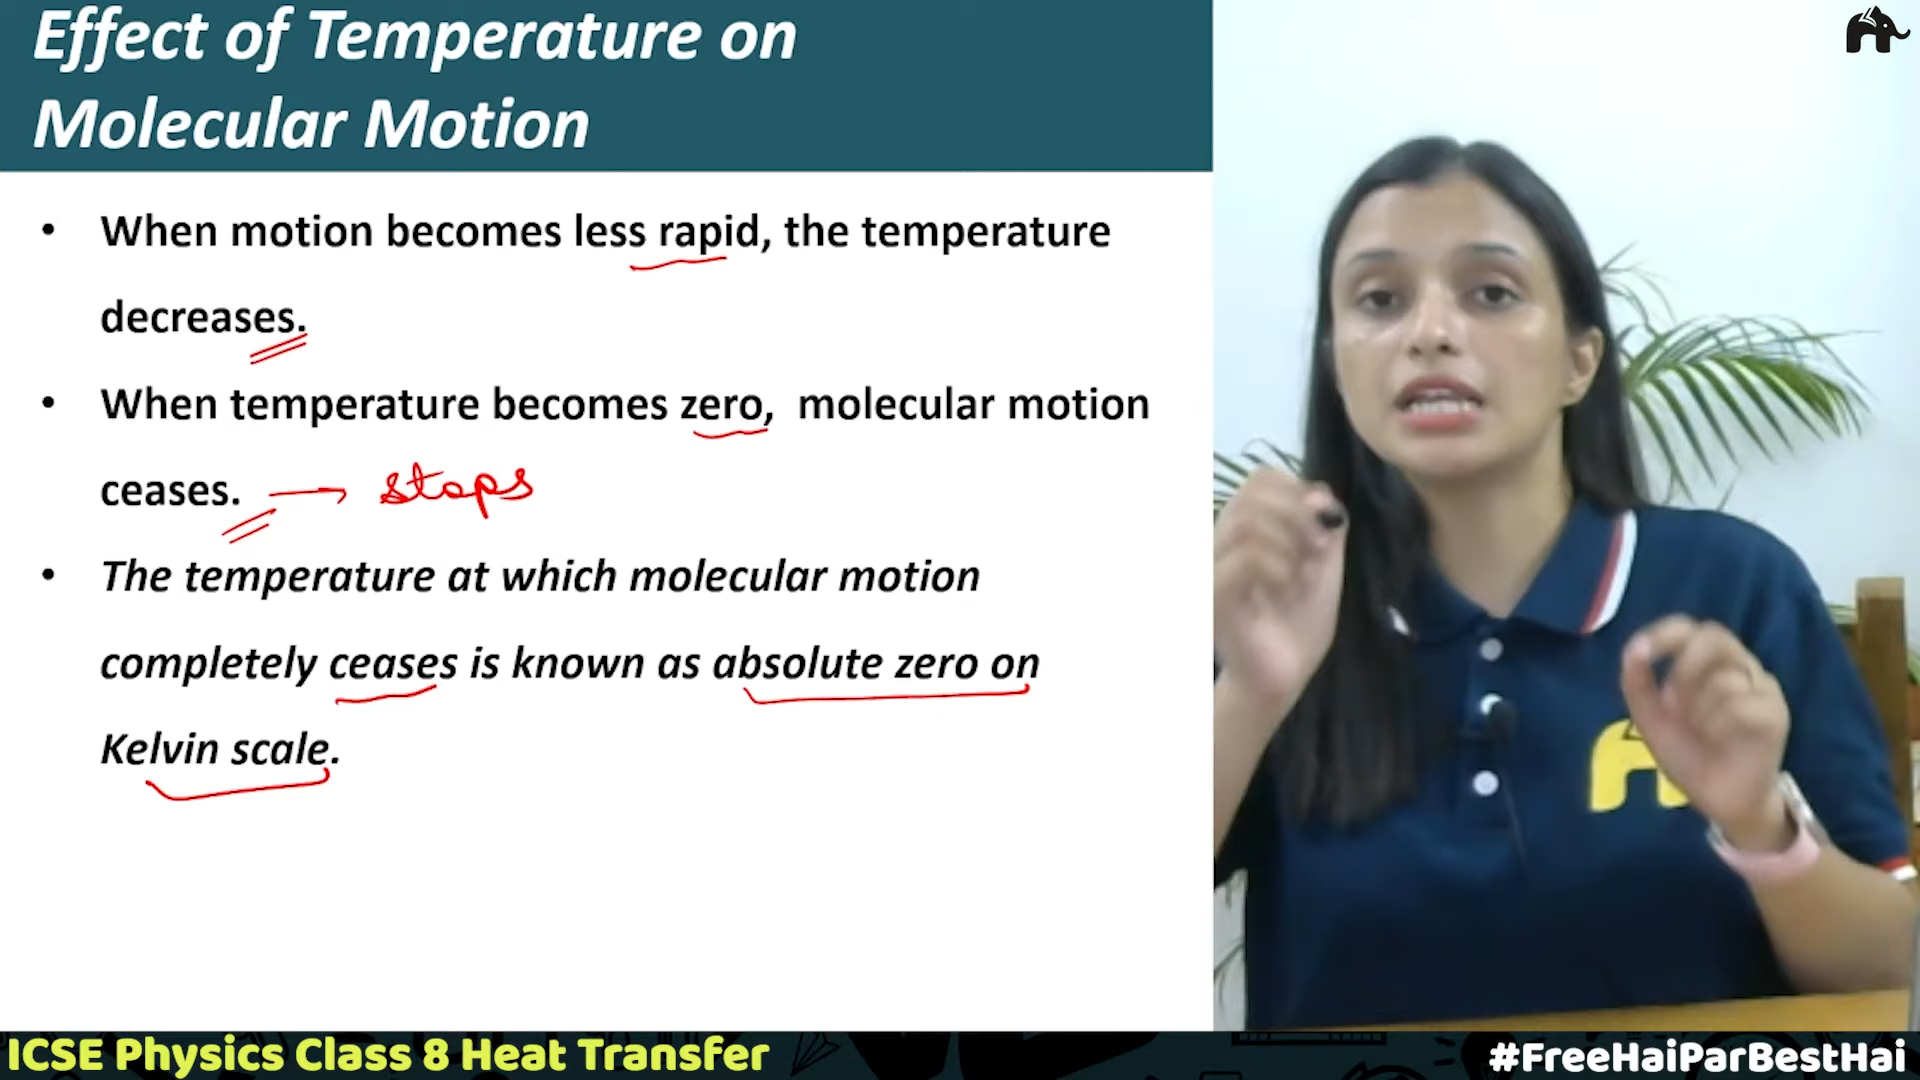 Effect of Temperature on
Molecular Motion
• When motion becomes less rapid, the temperature
decreases.
• When temperature becomes zero, molecular motion
ceases. → stops
• The temperature at which molecular motion
completely ceases is known as absolute zero on
Kelvin scale.
ICSE Physics Class 8 Heat Transfer
#FreeHaiParBestHai